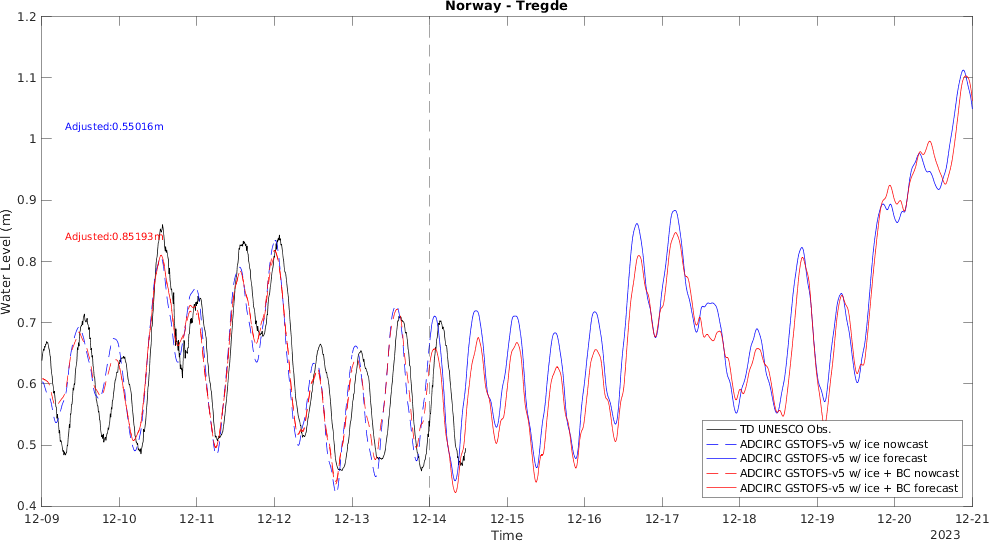 Norway - Tregde
1.2
1.1
1
0.9
0.8
0.7
0.6
0.5
0.4
Water Level (m)
Adjusted:0.55016m
Adjusted:0.85193m
TD UNESCO Obs.
ADCIRC GSTOFS-v5 w/ ice nowcast
ADCIRC GSTOFS-v5 w/ ice forecast
ADCIRC GSTOFS-v5 w/ ice + BC nowcast
ADCIRC GSTOFS-v5 w/ ice + BC forecast
12-09 12-10 12-11 12-12 12-13 12-14 12-15 12-16 12-17 12-18 12-19 12-20 12-21
Time
2023